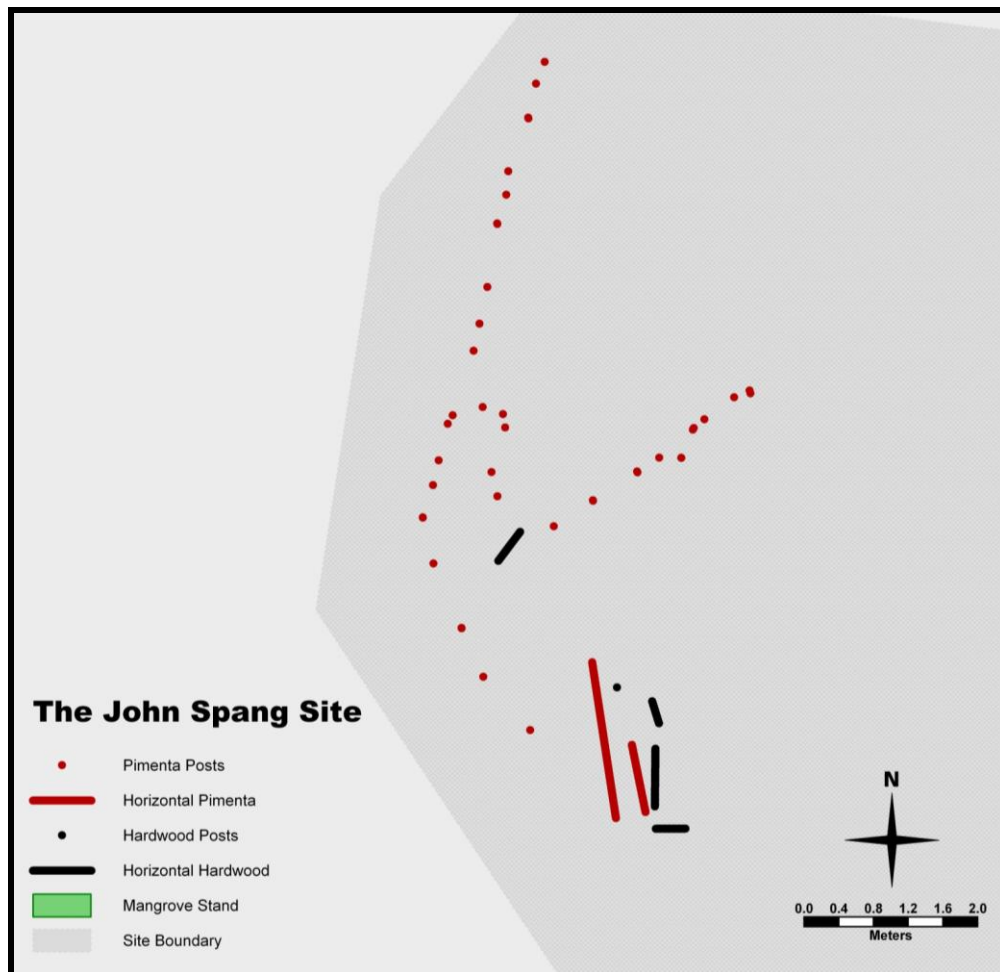 The John Spang Site
Pimenta Posts
Horizontal Pimenta
Hardwood Posts
Horizontal Hardwood
Mangrove Stand
Site Boundary
N
0.0 0.4 0.8 1.2 1.6 2.0
Meters